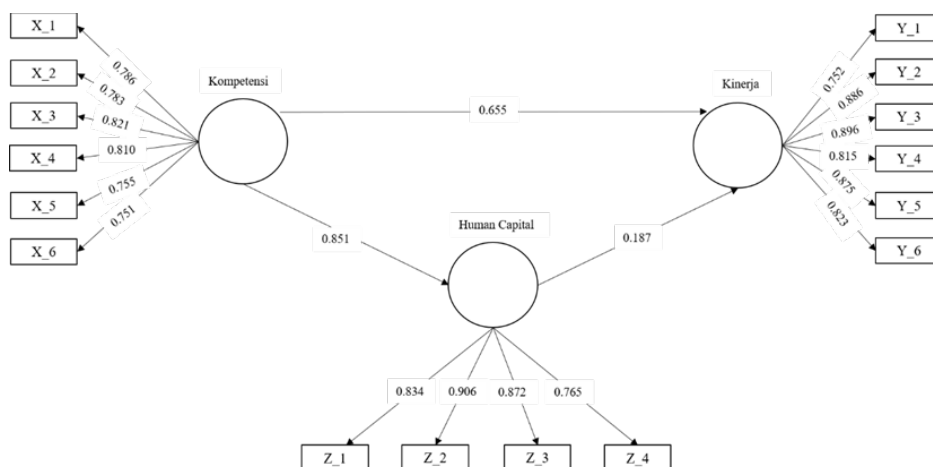 X_1
X_2
X_3
X_4
X_5
X_6
0.786
0.783
0.821
0.810
0.755
0.751
Kompetensi
0.655
Kinerja
0.851
Human Capital
0.187
Y_1
Y_2
Y_3
Y_4
Y_5
Y_6
0.752
0.886
0.896
0.815
0.875
0.823
0.834
0.906
0.872
0.765
Z_1
Z_2
Z_3
Z_4